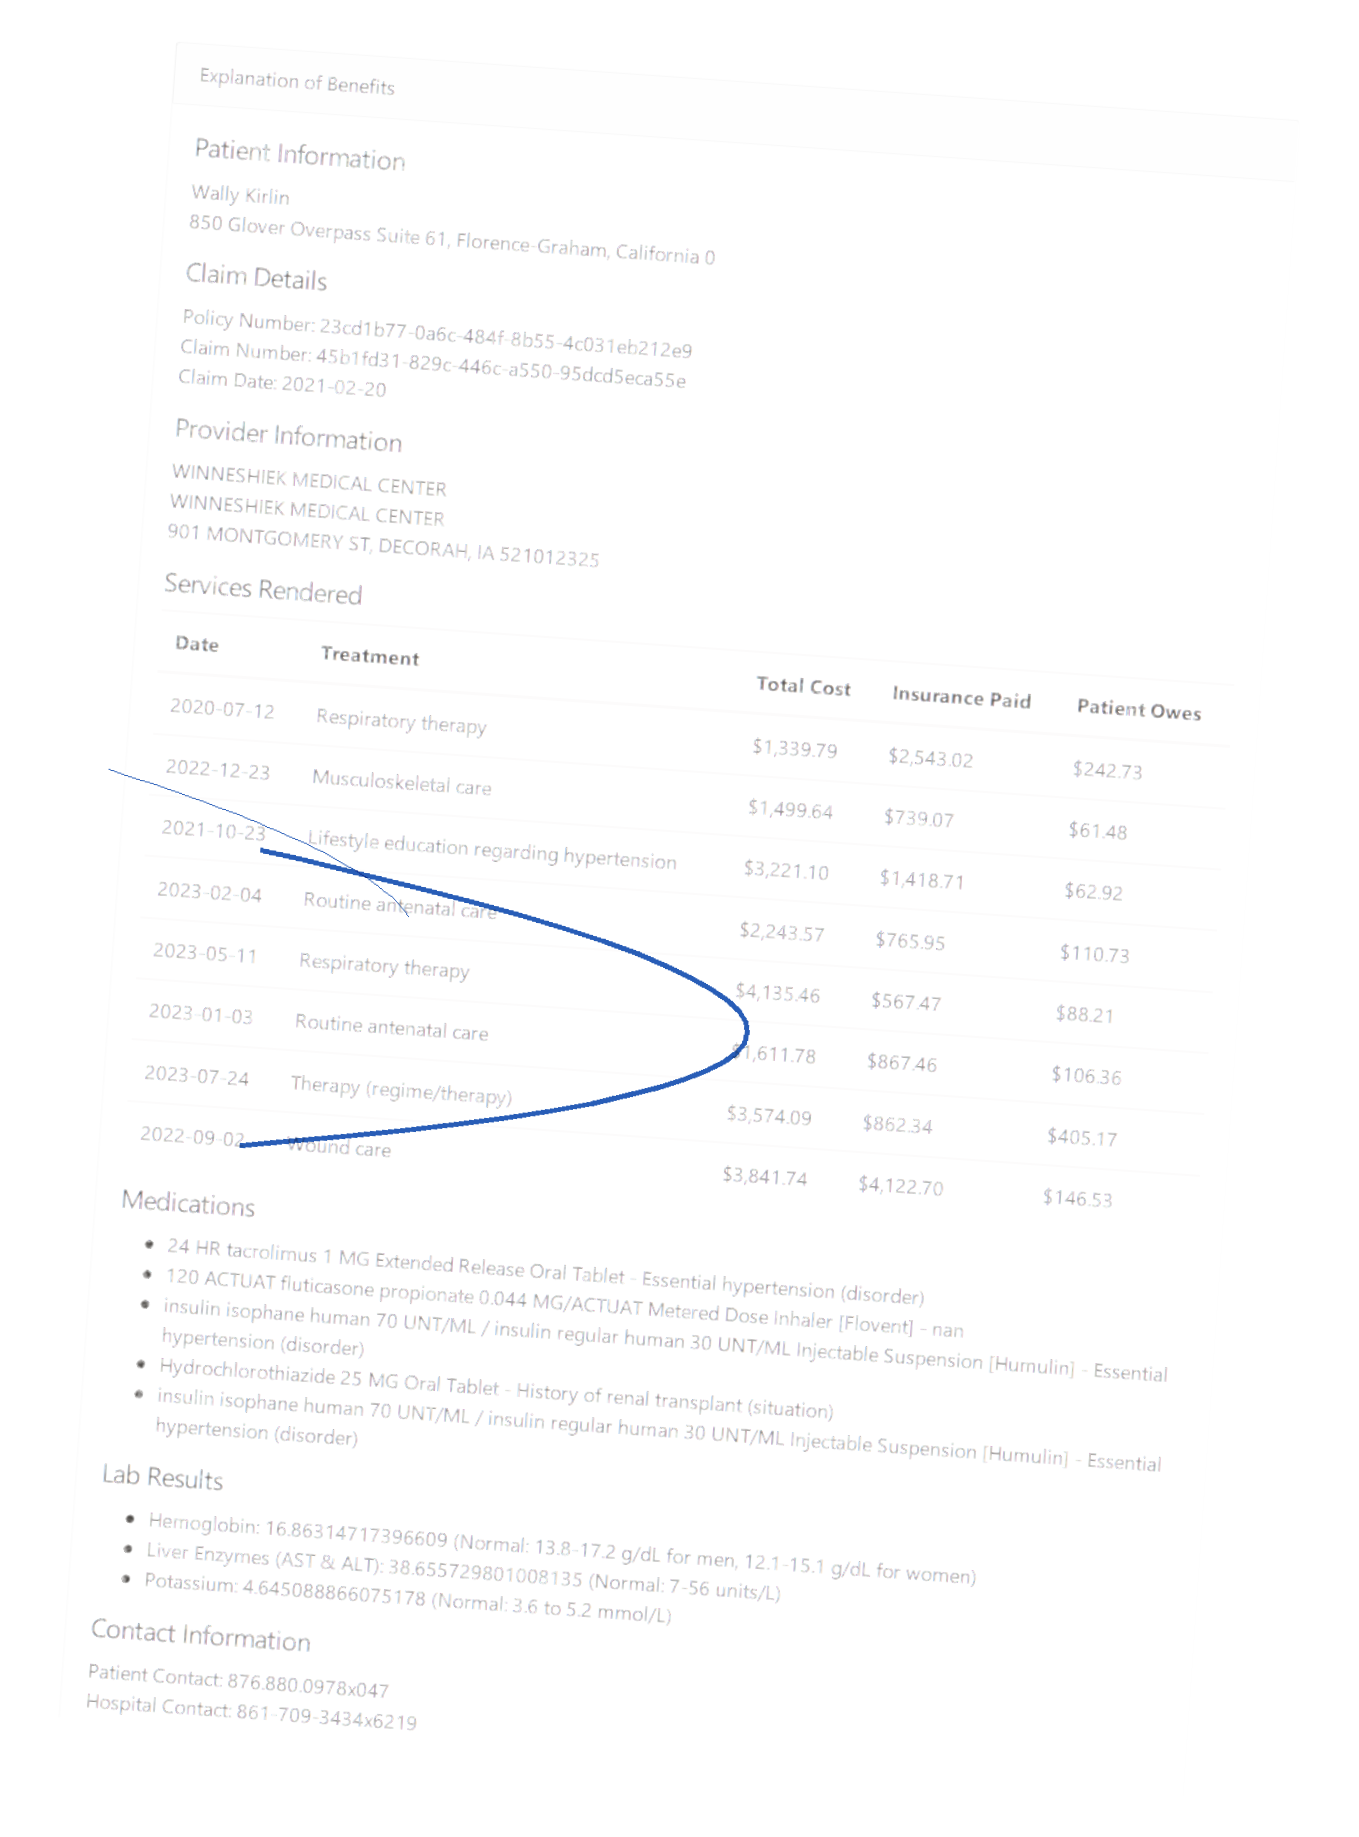 Explanation of Benefits
Patient Information
Wally Kirlin
850 Glover Overpass Suite 61, Florence-Graham, California 0
Claim Details
Policy Number: 23cd1b77-0a6c-484f-8b55-4c031eb212e9
Claim Number: 45b1fd31-829c-446c-a550-95dcd5eca55e
Claim Date: 2021-02-20
Provider Information
WINNESHIEK MEDICAL CENTER
WINNESHIEK MEDICAL CENTER
901 MONTGOMERY ST, DECORAH, IA 521012325
Services Rendered
Date Treatment Total Cost Insurance Paid Patient Owes
2020-07-12 Respiratory therapy $1,339.79 $2,543.02 $242.73
2022-12-23 Musculoskeletal care $1,499.64 $739.07 $61.48
2021-10-23 Lifestyle education regarding hypertension $3,221.10 $1,418.71 $62.92
2023-02-04 Routine antenatal care $2,243.57 $765.95 $110.73
2023-05-11 Respiratory therapy $4,135.46 $567.47 $88.21
2023-01-03 Routine antenatal care $1,611.78 $867.46 $106.36
2023-07-24 Therapy (regime/therapy) $3,574.09 $862.34 $405.17
2022-09-02 Wound care $3,841.74 $4,122.70 $146.53
Medications
• 24 HR tacrolimus 1 MG Extended Release Oral Tablet - Essential hypertension (disorder)
• 120 ACTUAT fluticasone propionate 0.044 MG/ACTUAT Metered Dose Inhaler [Flovent] - nan
• insulin isophane human 70 UNT/ML / insulin regular human 30 UNT/ML Injectable Suspension [Humulin] - Essential
hypertension (disorder)
• Hydrochlorothiazide 25 MG Oral Tablet - History of renal transplant (situation)
• insulin isophane human 70 UNT/ML / insulin regular human 30 UNT/ML Injectable Suspension [Humulin] - Essential
hypertension (disorder)
Lab Results
• Hemoglobin: 16.86314717396609 (Normal: 13.8-17.2 g/dL for men, 12.1-15.1 g/dL for women)
• Liver Enzymes (AST & ALT): 38.655729801008135 (Normal: 7-56 units/L)
• Potassium: 4.645088866075178 (Normal: 3.6 to 5.2 mmol/L)
Contact Information
Patient Contact: 876.880.0978x047
Hospital Contact: 861-709-3434x6219